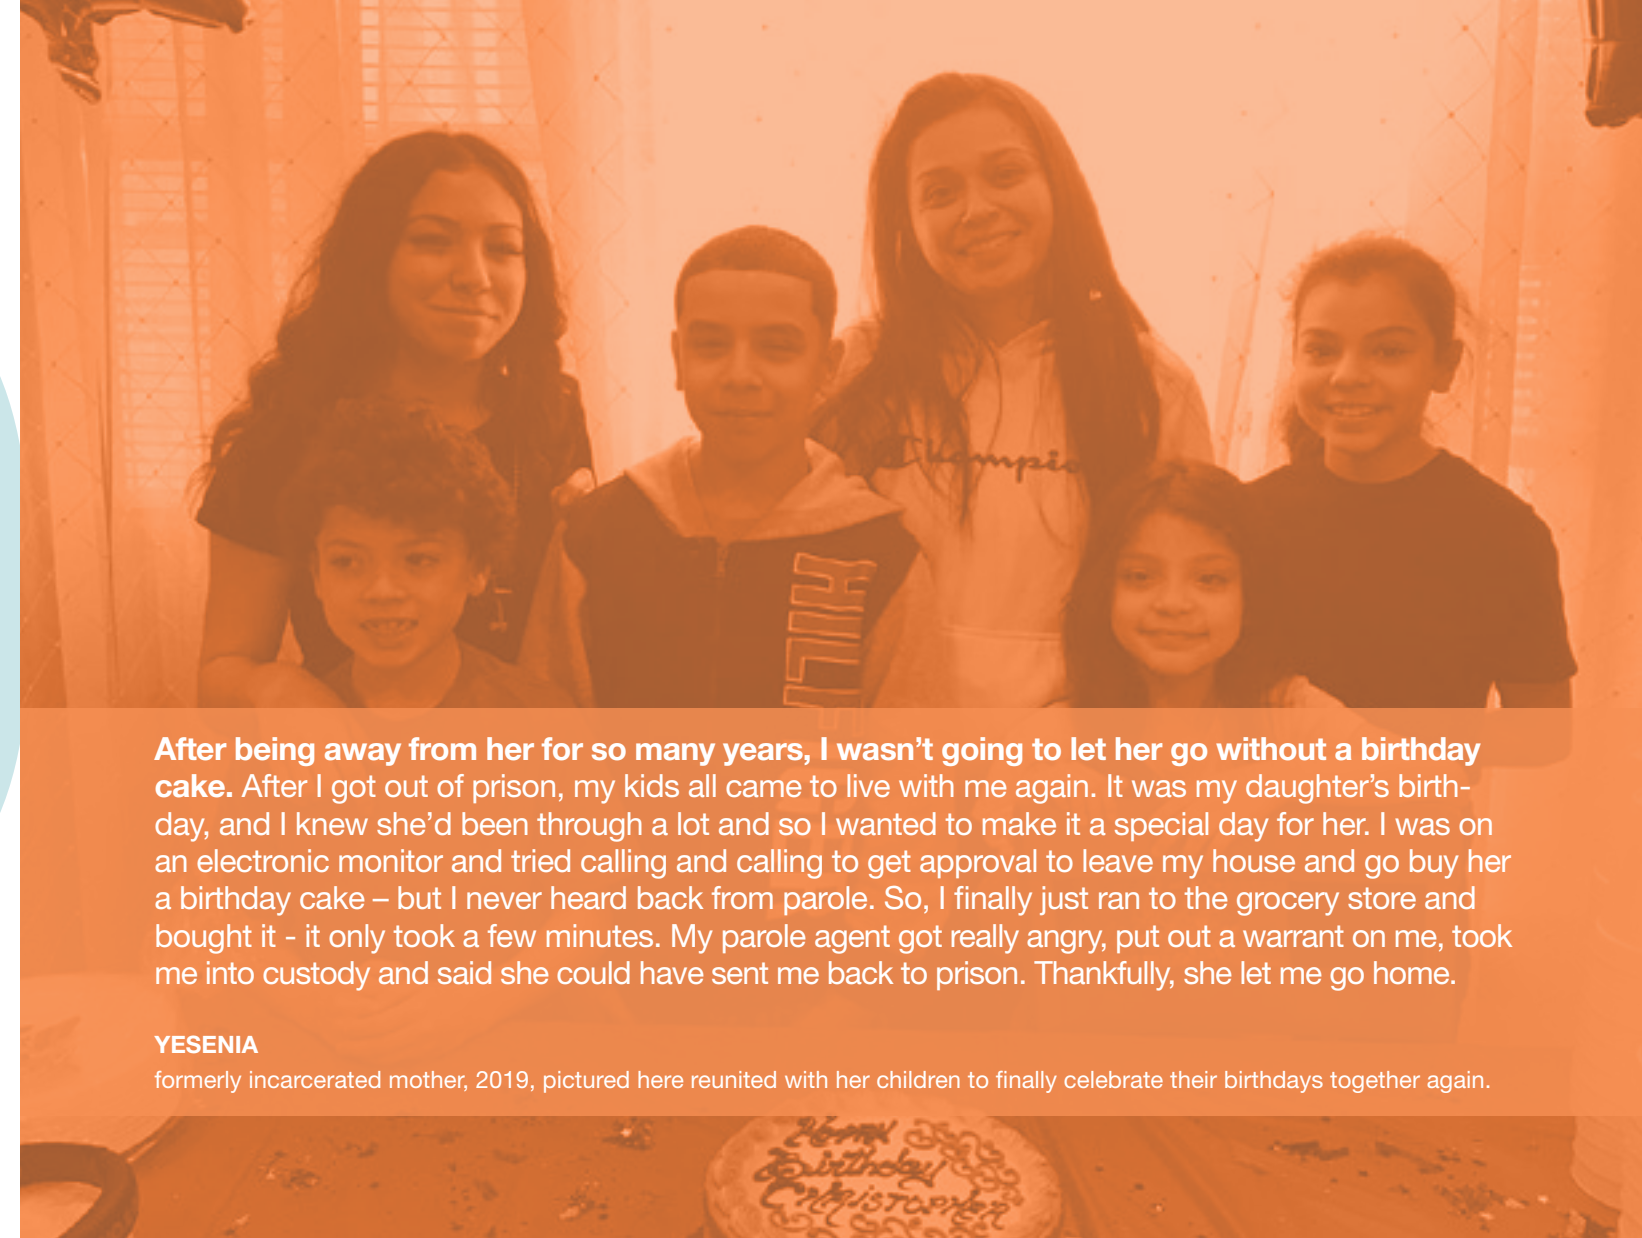 Champio
HILF
After being away from her for so many years, I wasn’t going to let her go without a birthday
cake. After I got out of prison, my kids all came to live with me again. It was my daughter’s birth-
day, and I knew she’d been through a lot and so I wanted to make it a special day for her. I was on
an electronic monitor and tried calling and calling to get approval to leave my house and go buy her
a birthday cake – but I never heard back from parole. So, I finally just ran to the grocery store and
bought it - it only took a few minutes. My parole agent got really angry, put out a warrant on me, took
me into custody and said she could have sent me back to prison. Thankfully, she let me go home.
YESENIA
formerly incarcerated mother, 2019, pictured here reunited with her children to finally celebrate their birthdays together again.
Happy
Birthday
Christopher